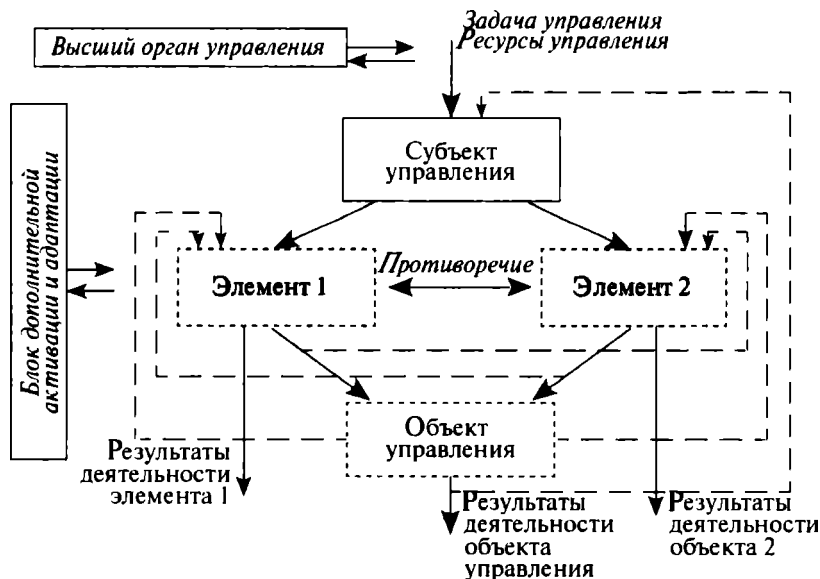 Задача управления
Высший орган управления
Ресурсы управления
Субъект
управления
Блок дополнительной
активации и адаптации
Элемент 1
Противоречие
Элемент 2
Объект
управления
Результаты
деятельности
элемента 1
Результаты
деятельности
объекта
управления
Результаты
деятельности
объекта 2